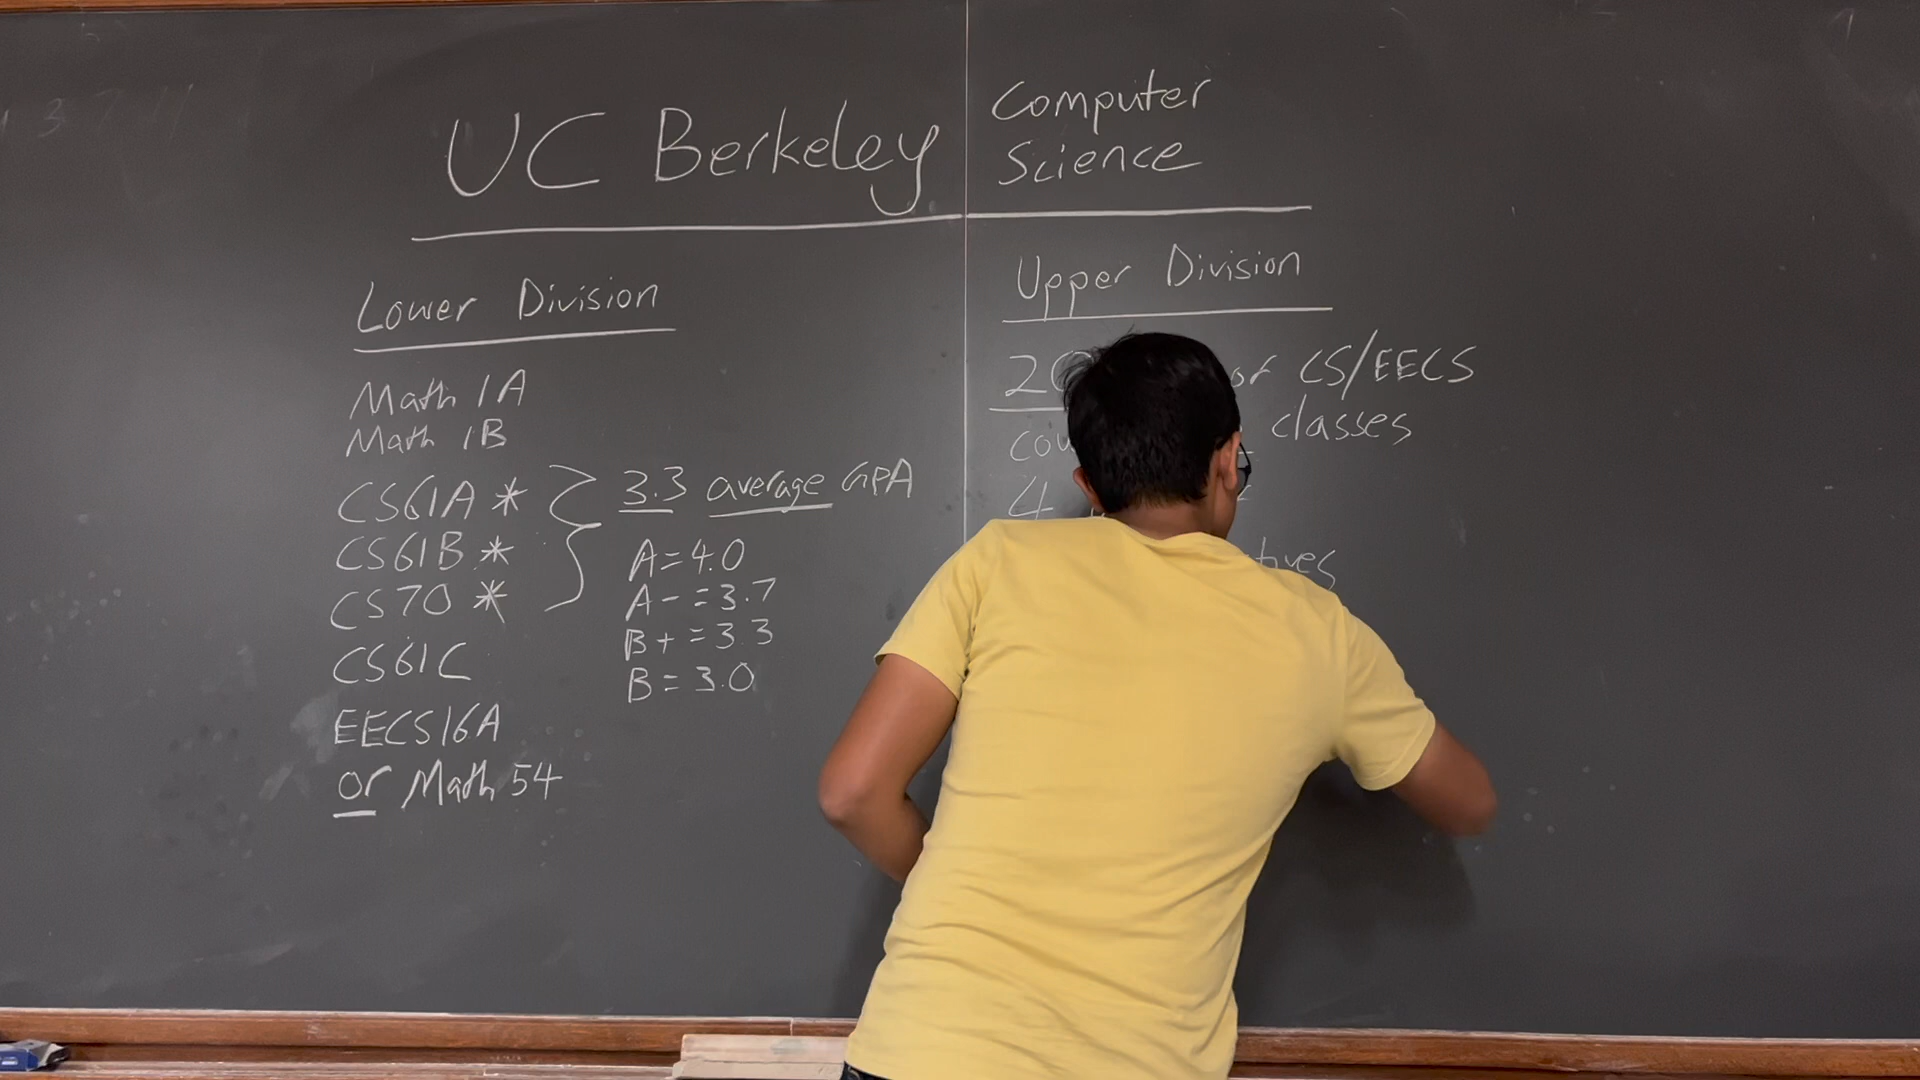 UC Berkeley
Computer
Science
Lower Division
Math 1A
Math 1B
CS61A *
CS61B *
CS70 *
CS61C
EECS16A
or Math 54
3.3 average GPA
A=4.0
A-=3.7
B+=3.3
B=3.0
Upper Division
of CS/EECS
classes
4